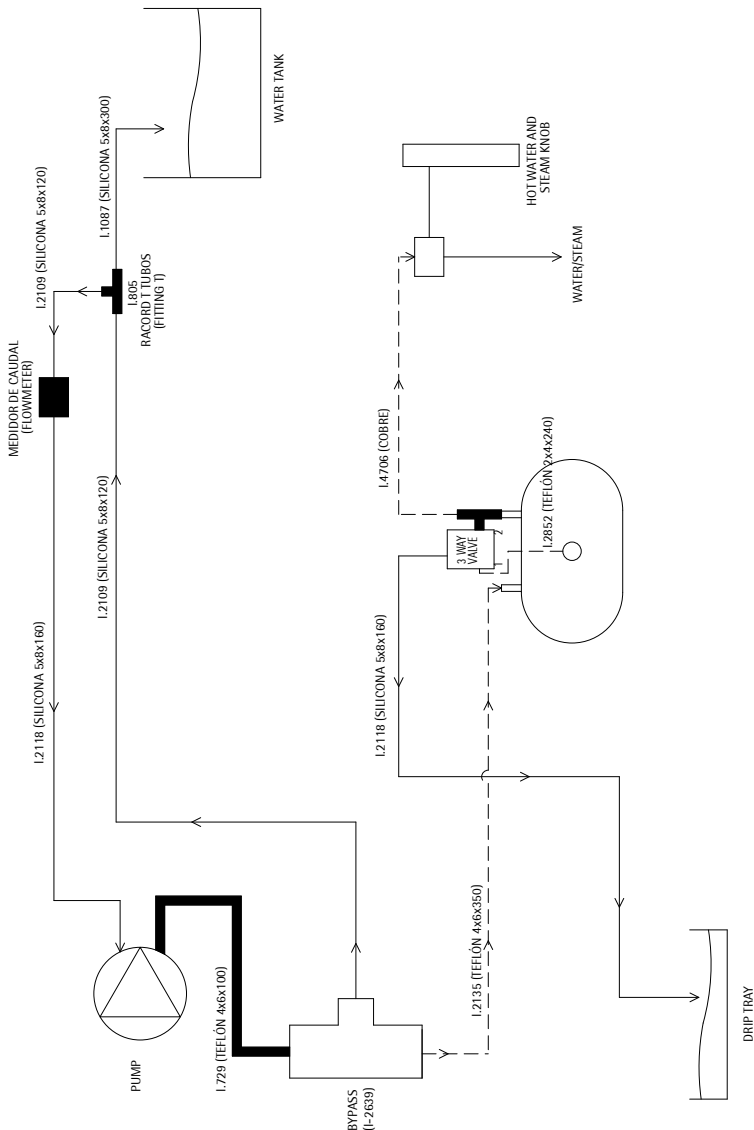 WATER TANK
I.1087 (SILICONA 5x8x300)
I.2109 (SILICONA 5x8x120)
I.805
RACORD T TUBOS
(FITTING T)
MEDIDOR DE CAUDAL
(FLOWMETER)
I.2109 (SILICONA 5x8x120)
I.2118 (SILICONA 5x8x160)
PUMP
I.729 (TEFLÓN 4x6x100)
BYPASS
(I-2639)
HOT WATER AND
STEAM KNOB
WATER/STEAM
I.4706 (COBRE)
3 WAY
VALVE
1
2
I.2852 (TEFLÓN 2x4x240)
I.2118 (SILICONA 5x8x160)
I.2135 (TEFLÓN 4x6x350)
DRIP TRAY